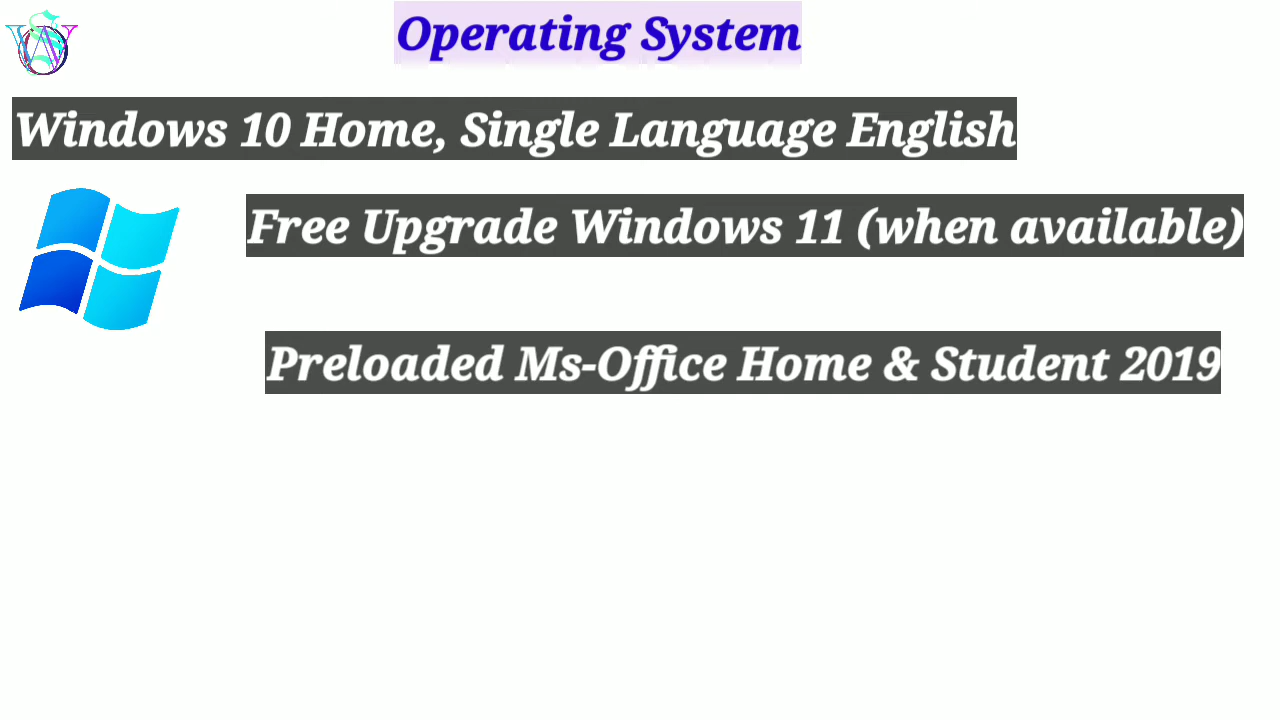 Operating System
Windows 10 Home, Single Language English
Free Upgrade Windows 11 (when available)
Preloaded Ms-Office Home & Student 2019